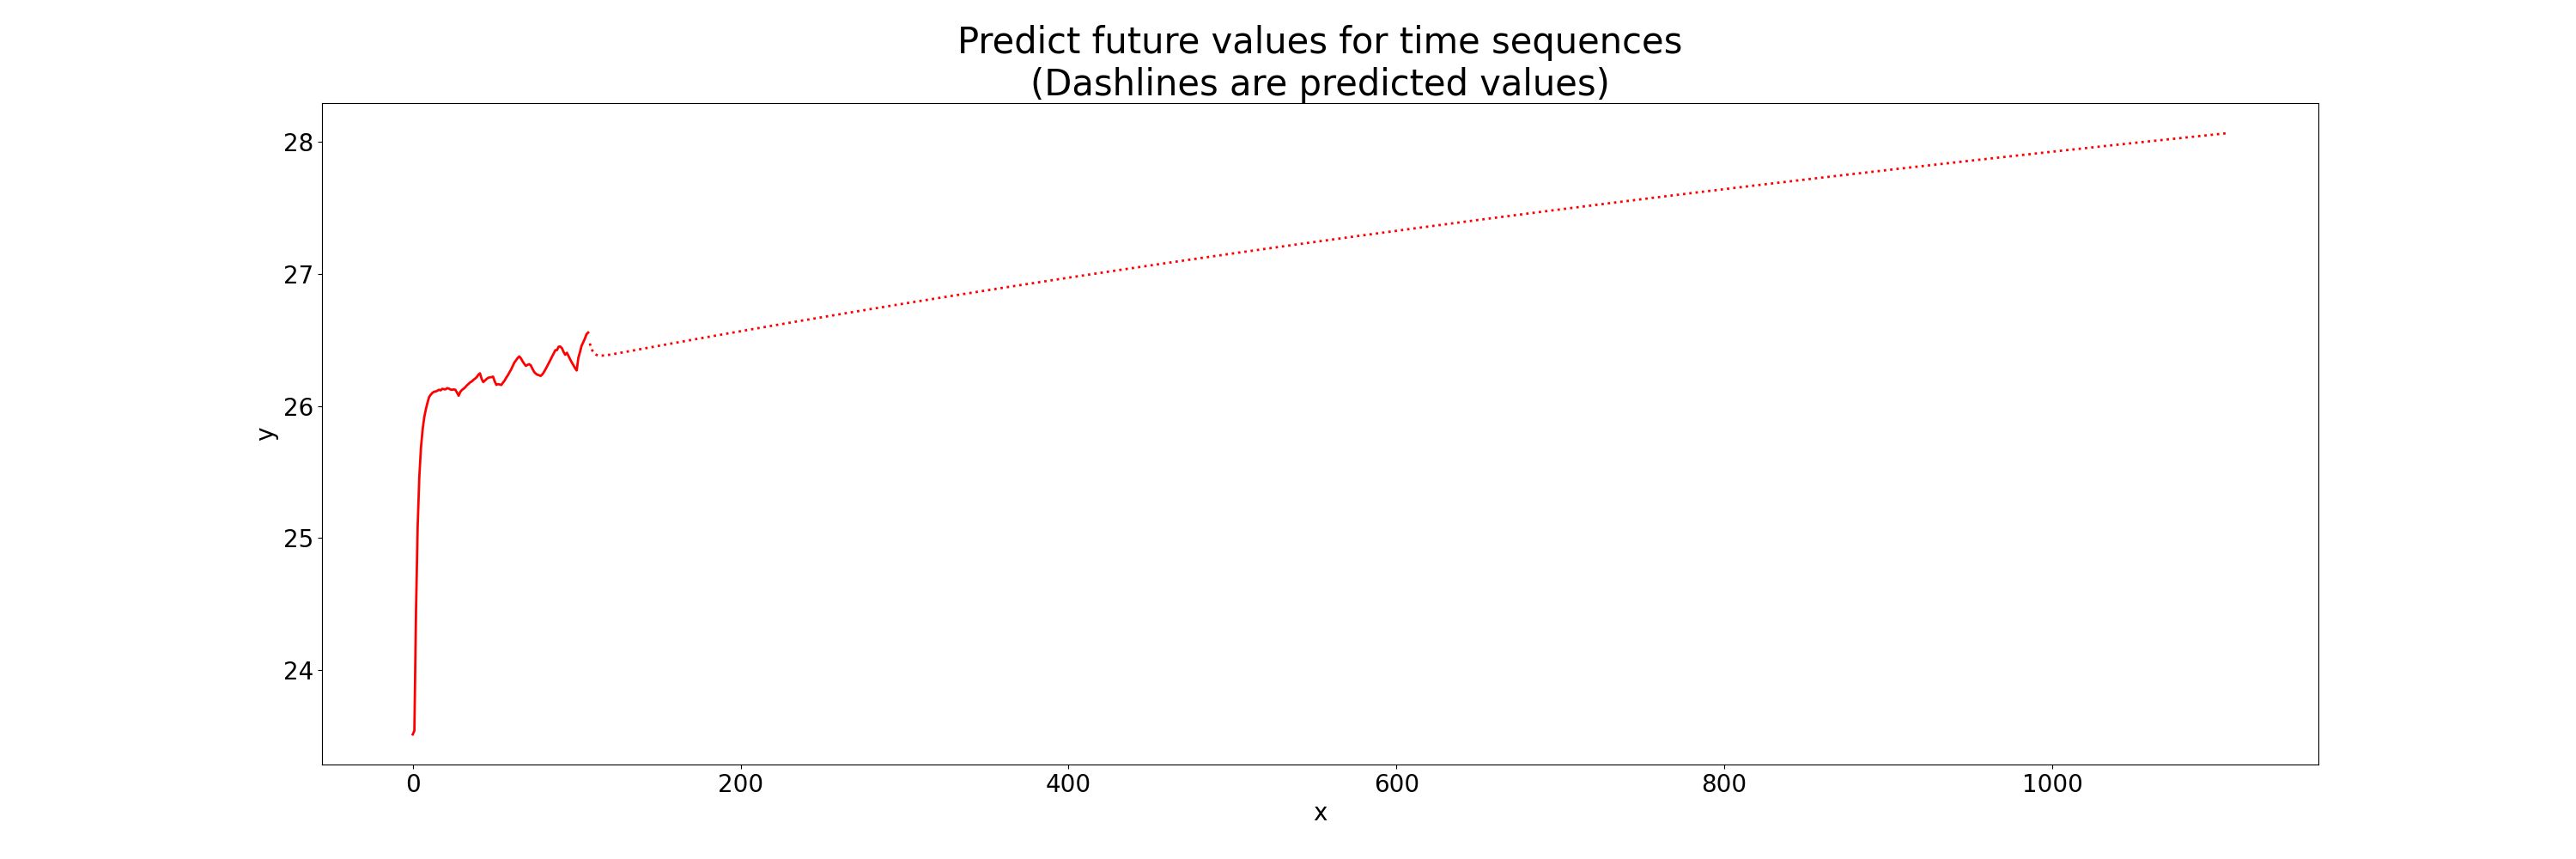 Predict future values for time sequences
(Dashlines are predicted values)
28
27
26
25
24
y
0 200 400 600 800 1000
x